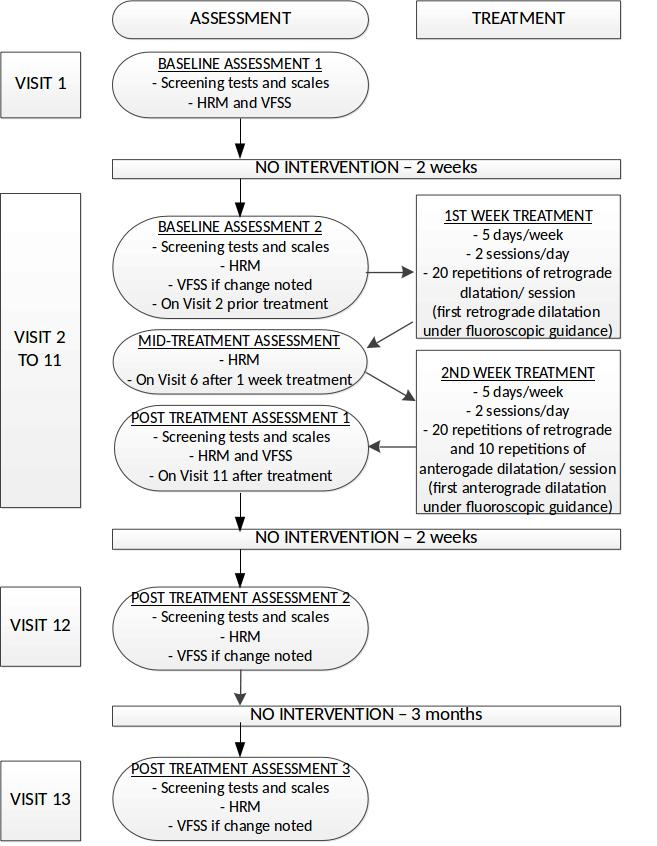 ASSESSMENT
TREATMENT
VISIT 1
BASELINE ASSESSMENT 1
- Screening tests and scales
- HRM and VFSS
NO INTERVENTION – 2 weeks
VISIT 2
TO 11
BASELINE ASSESSMENT 2
- Screening tests and scales
- HRM
- VFSS if change noted
- On Visit 2 prior treatment
1ST WEEK TREATMENT
- 5 days/week
- 2 sessions/day
- 20 repetitions of retrograde
dlatation/ session
(first retrograde dilatation
under fluoroscopic guidance)
MID-TREATMENT ASSESSMENT
- HRM
- On Visit 6 after 1 week treatment
2ND WEEK TREATMENT
- 5 days/week
- 2 sessions/day
- 20 repetitions of retrograde
and 10 repetitions of
anterogade dilatation/ session
(first anterograde dilatation
under fluoroscopic guidance)
POST TREATMENT ASSESSMENT 1
- Screening tests and scales
- HRM and VFSS
- On Visit 11 after treatment
NO INTERVENTION – 2 weeks
VISIT 12
POST TREATMENT ASSESSMENT 2
- Screening tests and scales
- HRM
- VFSS if change noted
NO INTERVENTION – 3 months
VISIT 13
POST TREATMENT ASSESSMENT 3
- Screening tests and scales
- HRM
- VFSS if change noted